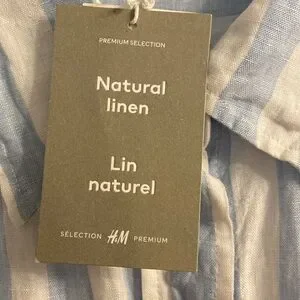 PREMIUM SELECTION
Natural
linen
Lin
naturel
SÉLECTION H&M PREMIUM